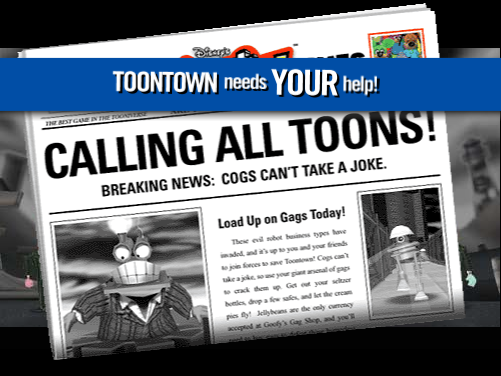 Disney's
TOONTOWN needs YOUR help!
THE BEST GAME IN THE TOONIVERSE
CALLING ALL TOONS!
BREAKING NEWS: COGS CAN'T TAKE A JOKE.
Load Up on Gags Today!
These evil robot business types have
invaded, and it's up to you and your friends
to join forces to save Toontown! Cogs can't
take a joke, so use your giant arsenal of gags
to crack them up. Get out your seltzer
bottles, drop a few safes, and let the cream
pies fly! Jellybeans are the only currency
accepted at Goofy's Gag Shop, and you'll